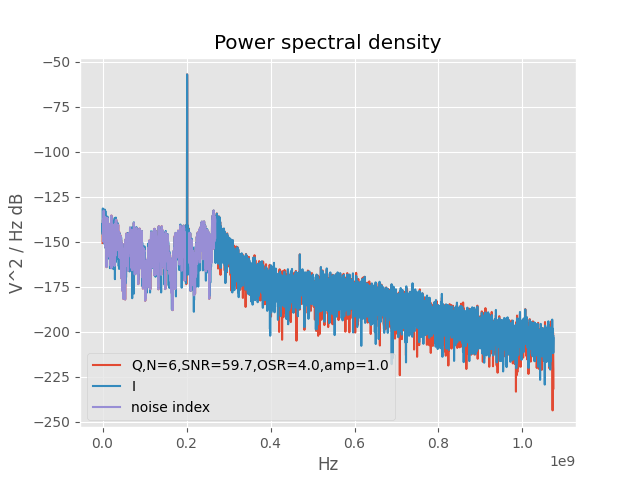 Power spectral density
V^2 / Hz dB
−50
−75
−100
−125
−150
−175
−200
−225
−250
Q,N=6,SNR=59.7,OSR=4.0,amp=1.0
I
noise index
0.0 0.2 0.4 0.6 0.8 1.0
1e9
Hz